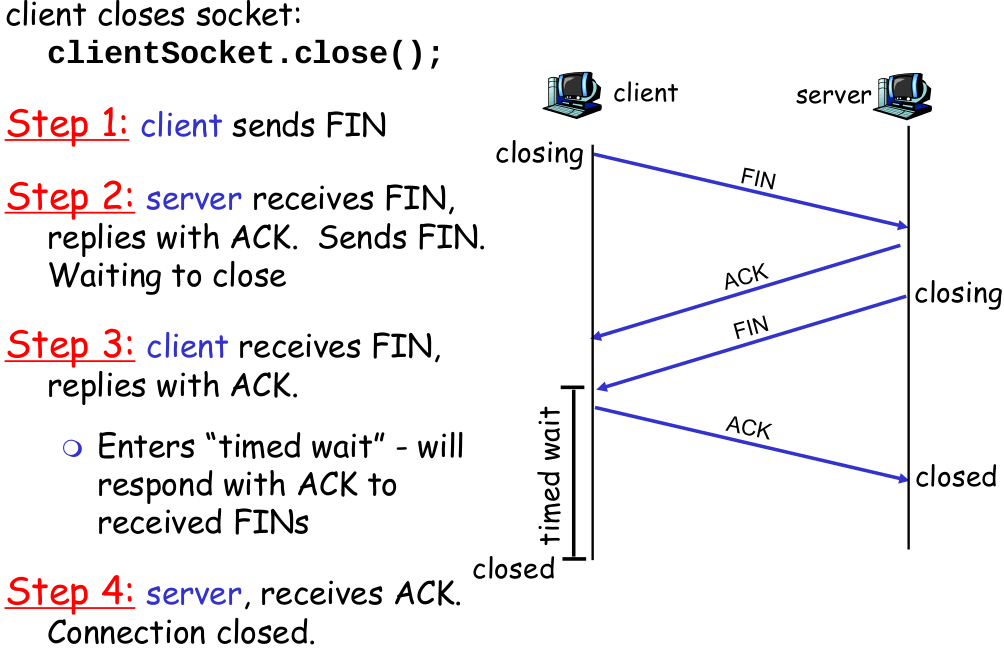 client closes socket:
clientSocket.close();
Step 1: client sends FIN
Step 2: server receives FIN,
replies with ACK.  Sends FIN.
Waiting to close
Step 3: client receives FIN,
replies with ACK.
Enters “timed wait” - will
respond with ACK to
received FINs
Step 4: server, receives ACK.
Connection closed.
client
server
closing
FIN
ACK
closing
FIN
timed wait
ACK
closed
closed